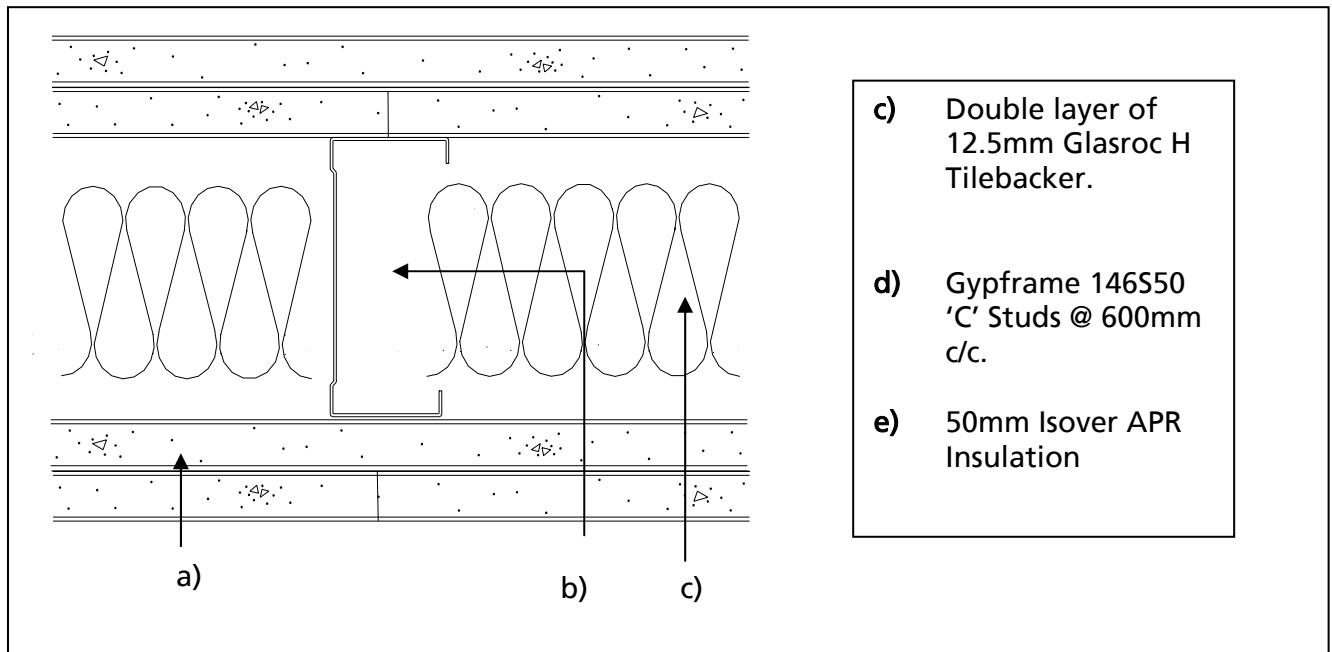 c) Double layer of
12.5mm Glasroc H
Tilebacker.
d) Gypframe 146S50
‘C’ Studs @ 600mm
c/c.
e) 50mm Isover APR
Insulation
a)
b)
c)